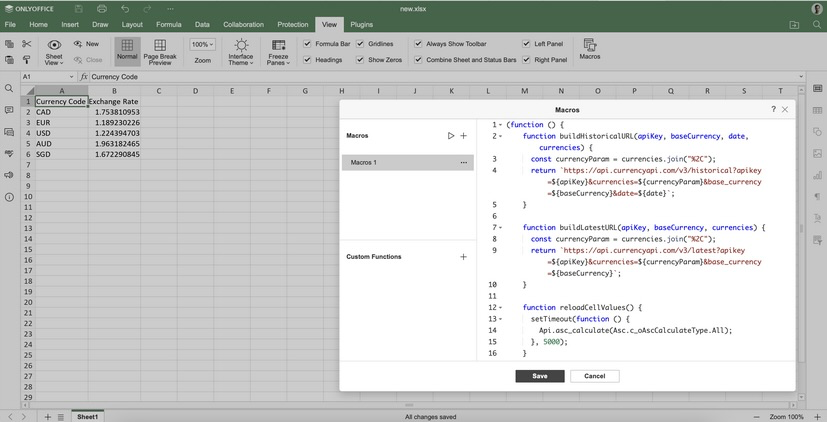 ONLYOFFICE
new.xlsx
File Home Insert Draw Layout Formula Data Collaboration Protection View Plugins
Sheet View
New
Close
Normal
Page Break Preview
100%
Zoom
Interface Theme
Freeze Panes
Formula Bar
Headings
Gridlines
Show Zeros
Always Show Toolbar
Combine Sheet and Status Bars
Left Panel
Right Panel
Macros
A1 fx Currency Code
A B C D E F G H I J K L M N O P Q R S T
1 Currency Code Exchange Rate
2 CAD 1.753810953
3 EUR 1.189230226
4 USD 1.224394703
5 AUD 1.963182465
6 SGD 1.672290845
7
8
9
10
11
12
13
14
15
16
17
18
19
20
21
22
23
24
25
26
27
28
29
Macros ?
Macros
Macros 1
Custom Functions
1 (function () {
2 function buildHistoricalURL(apiKey, baseCurrency, date,
currencies) {
3 const currencyParam = currencies.join("%2C");
4 return `https://api.currencyapi.com/v3/historical?apikey
=${apiKey}&currencies=${currencyParam}&base_currency
=${baseCurrency}&date=${date}`;
5 }
6
7 function buildLatestURL(apiKey, baseCurrency, currencies) {
8 const currencyParam = currencies.join("%2C");
9 return `https://api.currencyapi.com/v3/latest?apikey
=${apiKey}&currencies=${currencyParam}&base_currency
=${baseCurrency}`;
10 }
11
12 function reloadCellValues() {
13 setTimeout(function () {
14 Api.asc_calculate(Asc.c_oAscCalculateType.All);
15 }, 5000);
16 }
Save Cancel
Sheet1
All changes saved
Zoom 100%